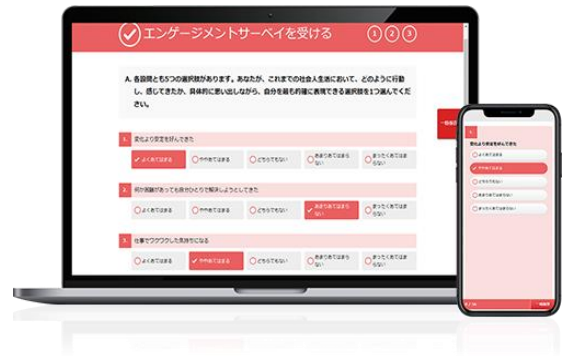 エンゲージメントサーベイを受ける
1 2 3
A. 各設問とも5つの選択肢があります。あなたが、これまでの社会人生活において、どのように行動
し、感じてきたか、具体的に思い出しながら、自分を最も的確に表現できる選択肢を1つ選んでくだ
さい。
1. 変化より安定を好んできた
よくあてはまる ややあてはまる どちらでもない あまりあてはまら まったくあてはま
ない らない
2. 何か困難があっても自分ひとりで解決しようとしてきた
よくあてはまる ややあてはまる どちらでもない あまりあてはまら まったくあてはま
ない らない
3. 仕事でワクワクした気持ちになる
よくあてはまる ややあてはまる どちらでもない あまりあてはまら まったくあてはま
ない らない
1.
変化より安定を好んできた
よくあてはまる
ややあてはまる
どちらでもない
あまりあてはまらない
まったくあてはまらない